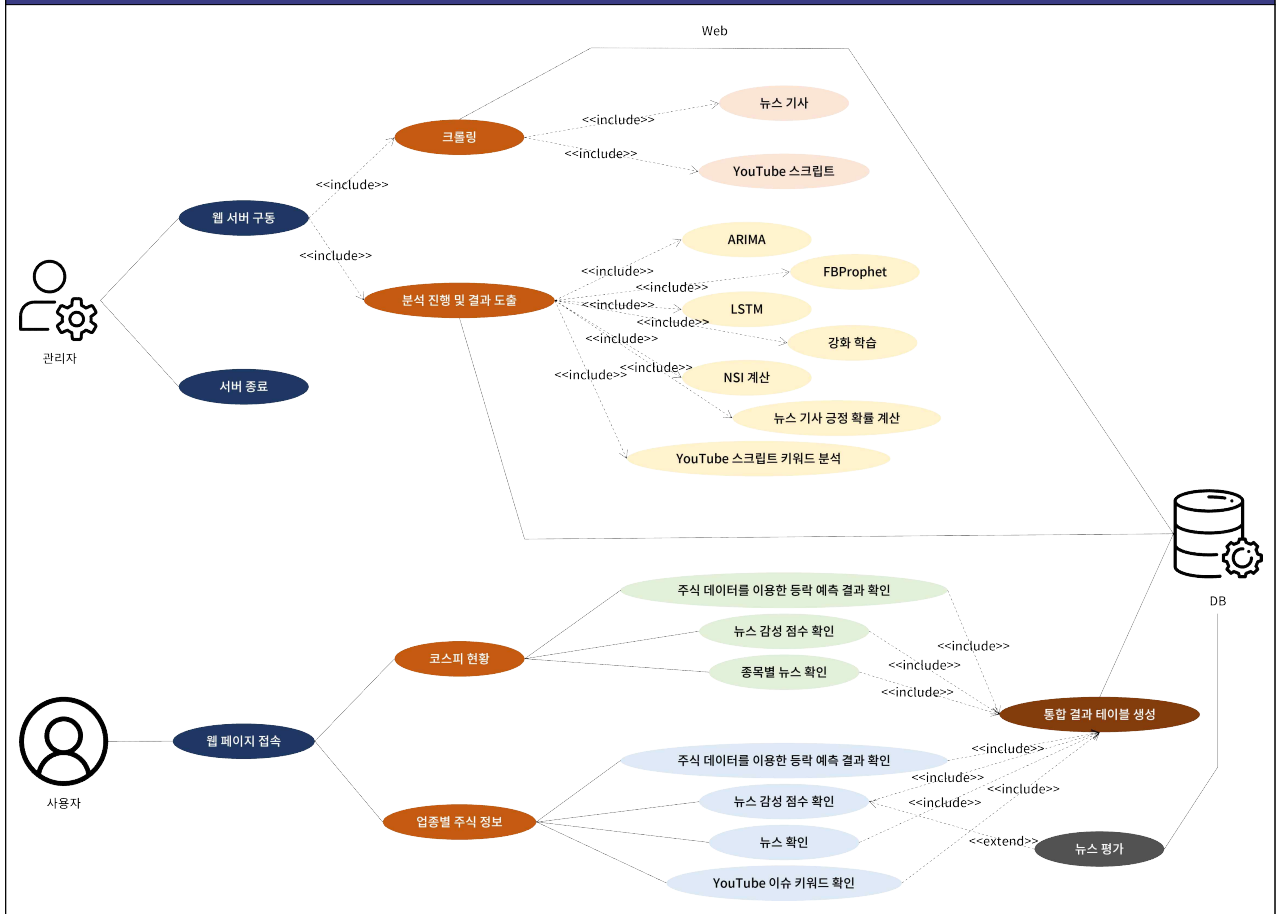 Web
뉴스 기사
<<include>>
크롤링
<<include>>
YouTube 스크립트
<<include>>
웹 서버 구동
<<include>>
ARIMA
<<include>>
FBProphet
<<include>>
분석 진행 및 결과 도출
<<include>>
LSTM
<<include>>
<<include>>
강화 학습
<<include>>
<<include>>
NSI 계산
관리자
서버 종료
뉴스 기사 긍정 확률 계산
YouTube 스크립트 키워드 분석
DB
주식 데이터를 이용한 등락 예측 결과 확인
뉴스 감성 점수 확인
<<include>>
코스피 현황
<<include>>
종목별 뉴스 확인
<<include>>
통합 결과 테이블 생성
웹 페이지 접속
<<include>>
주식 데이터를 이용한 등락 예측 결과 확인
<<include>>
<<include>>
사용자
뉴스 감성 점수 확인
<<include>>
업종별 주식 정보
뉴스 확인
<<extend>>
뉴스 평가
YouTube 이슈 키워드 확인